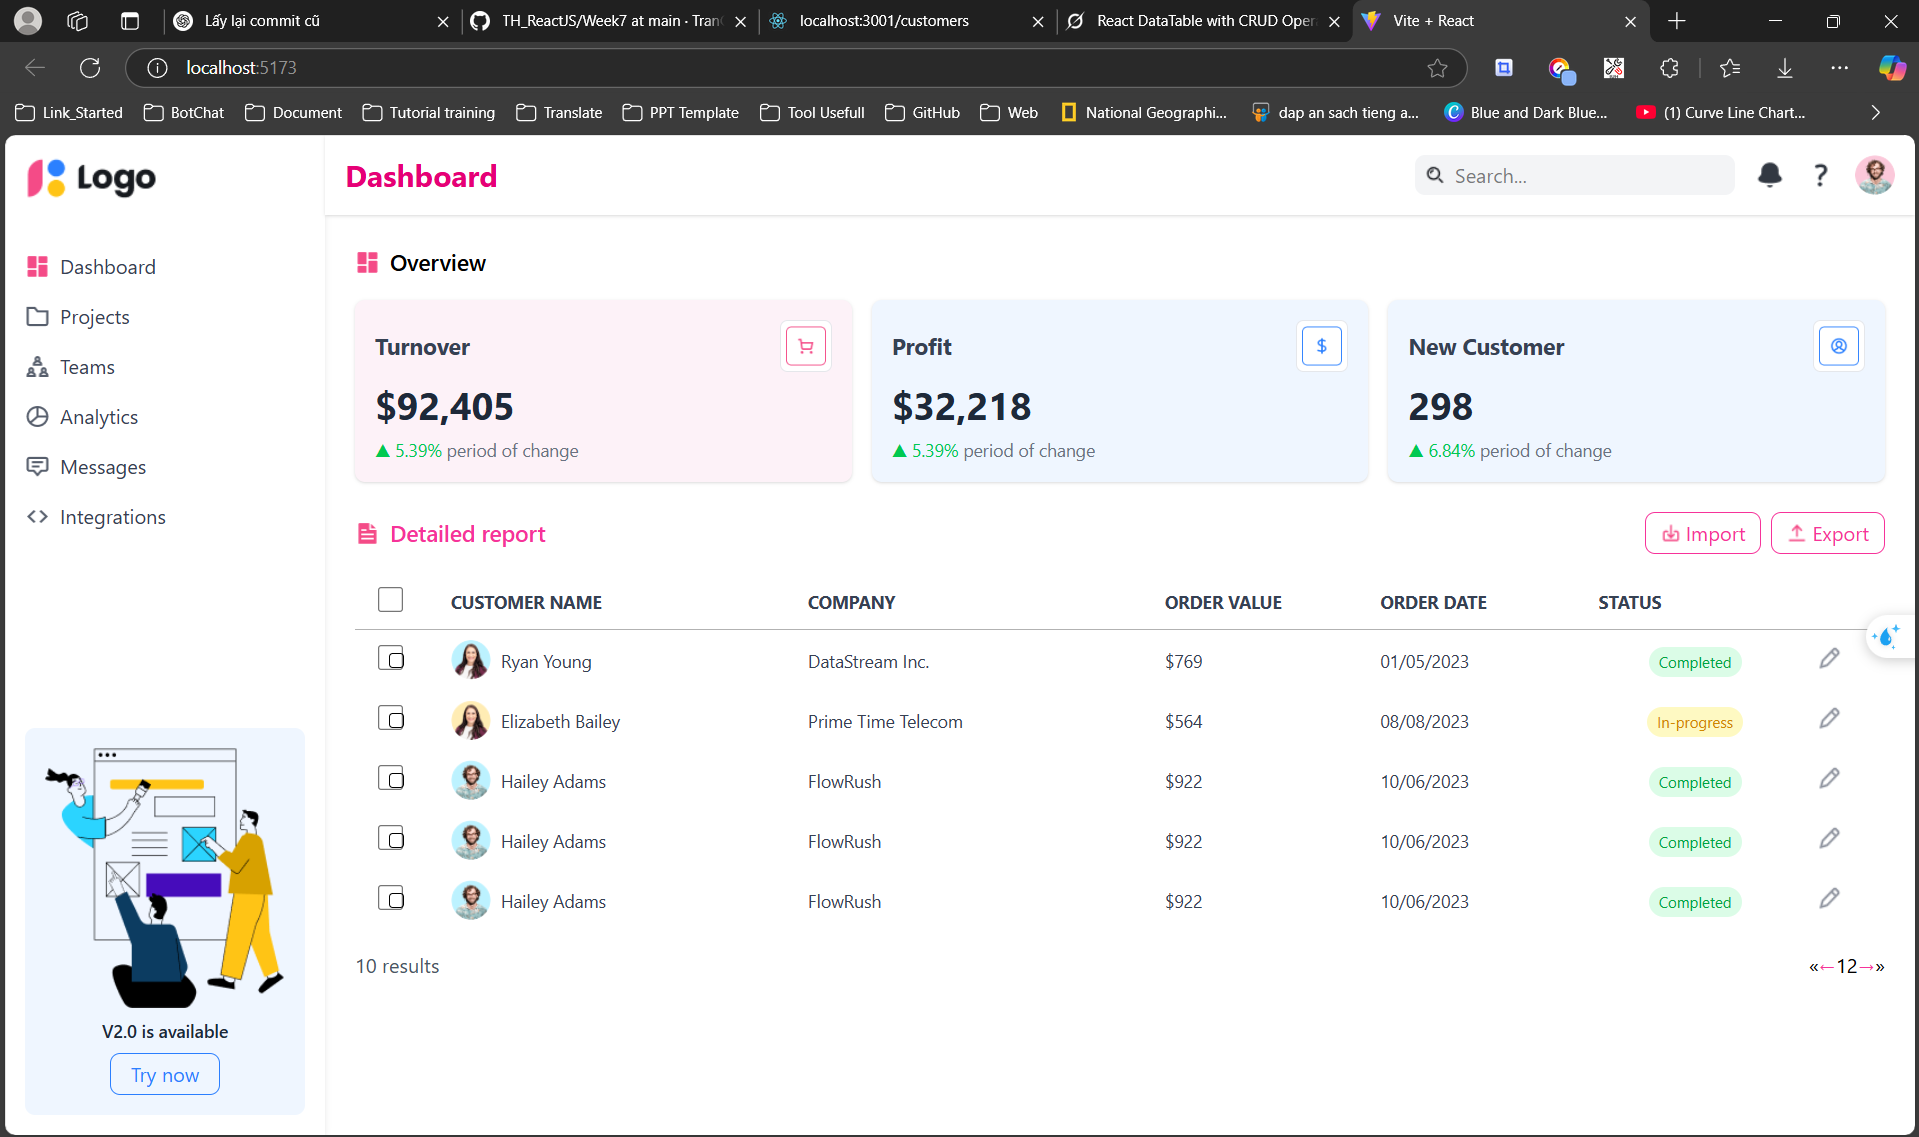 Lấy lại commit cũ
TH_ReactJS/Week7 at main · Tran
localhost:3001/customers
React DataTable with CRUD Oper
Vite + React
localhost:5173
Link_Started
BotChat
Document
Tutorial training
Translate
PPT Template
Tool Usefull
GitHub
Web
National Geographi...
dap an sach tieng a...
Blue and Dark Blue...
(1) Curve Line Chart...
Logo
Dashboard
Search...
?
Dashboard
Projects
Teams
Analytics
Messages
Integrations
Overview
Turnover
$92,405
▲ 5.39% period of change
Profit
$
$32,218
▲ 5.39% period of change
New Customer
298
▲ 6.84% period of change
Detailed report
Import
Export
CUSTOMER NAME COMPANY ORDER VALUE ORDER DATE STATUS
Ryan Young DataStream Inc. $769 01/05/2023 Completed
Elizabeth Bailey Prime Time Telecom $564 08/08/2023 In-progress
Hailey Adams FlowRush $922 10/06/2023 Completed
Hailey Adams FlowRush $922 10/06/2023 Completed
Hailey Adams FlowRush $922 10/06/2023 Completed
10 results
«←12→»
V2.0 is available
Try now